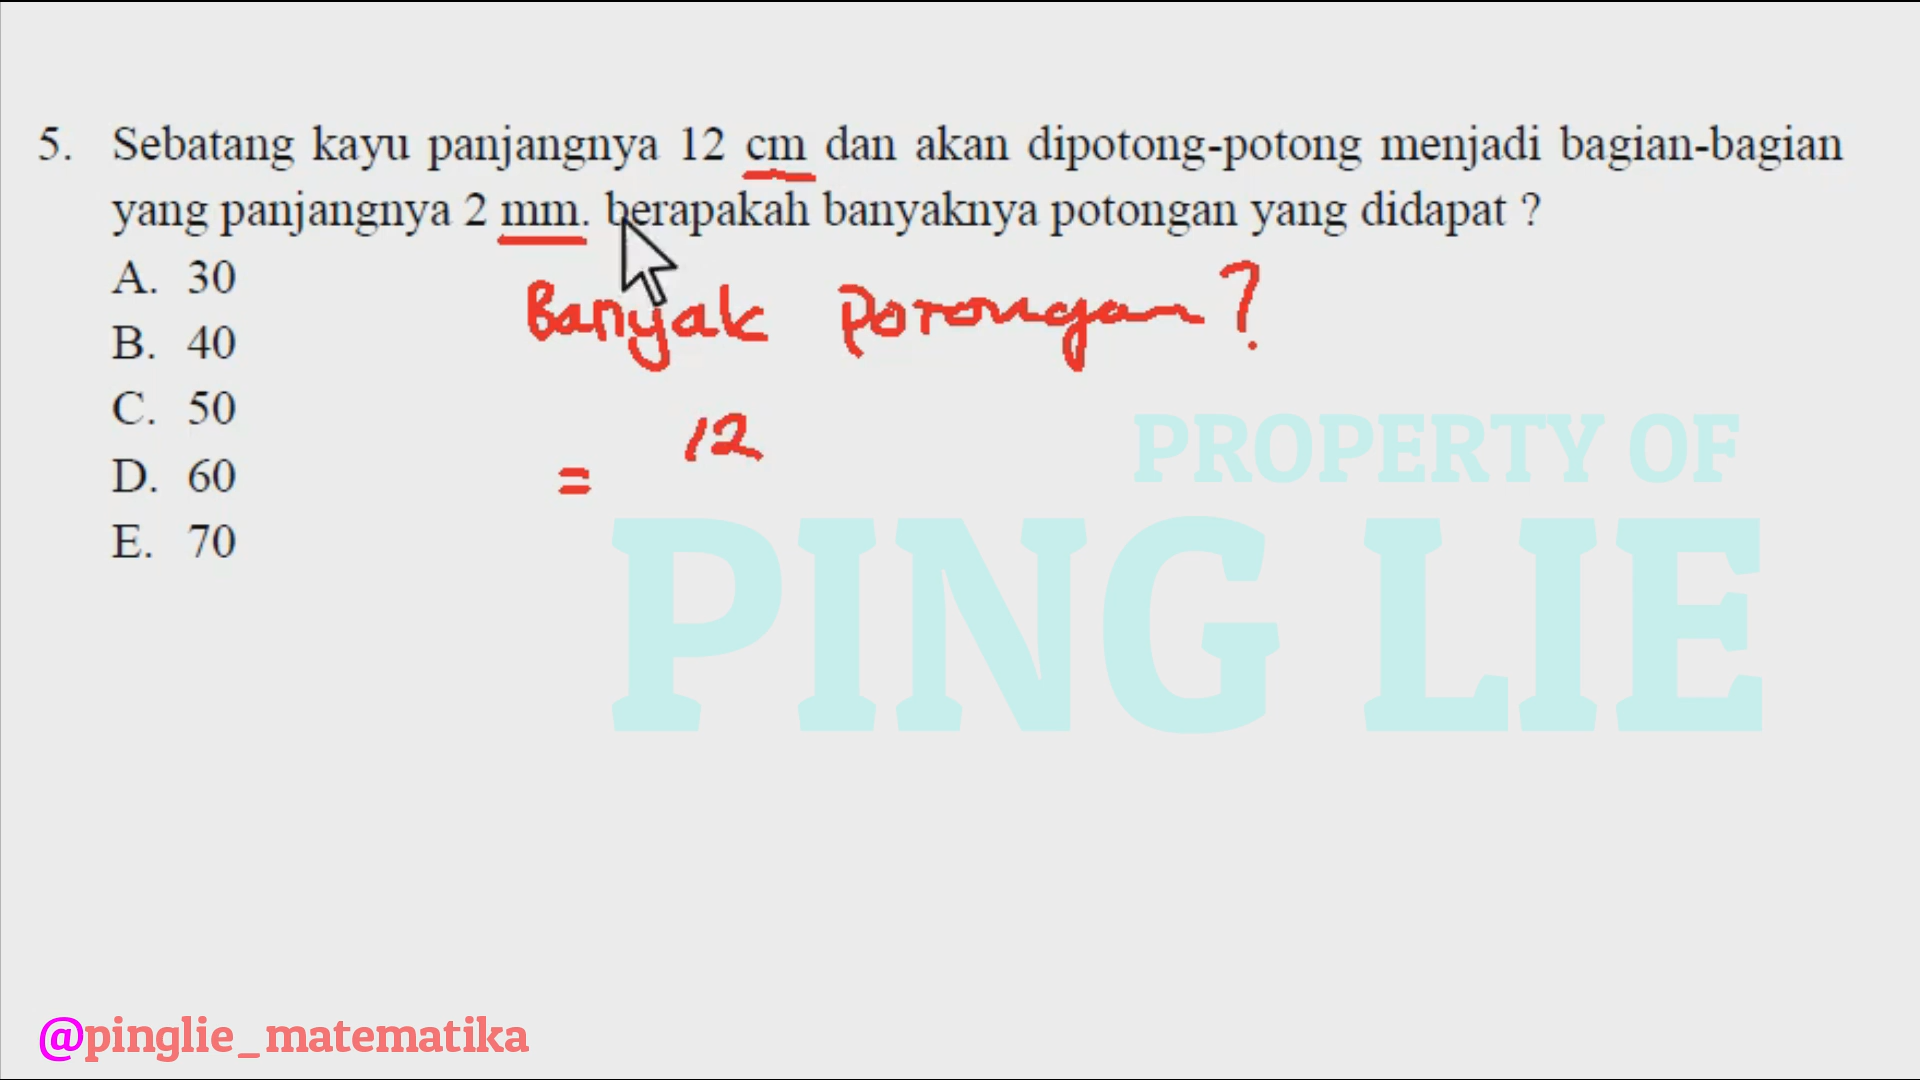 5. Sebatang kayu panjangnya 12 cm dan akan dipotong-potong menjadi bagian-bagian
yang panjangnya 2 mm. berapakah banyaknya potongan yang didapat ?
A. 30
Banyak Potongan?
B. 40
C. 50
12
=
D. 60
E. 70
PROPERTY OF
PING LIE
@pinglie_matematika